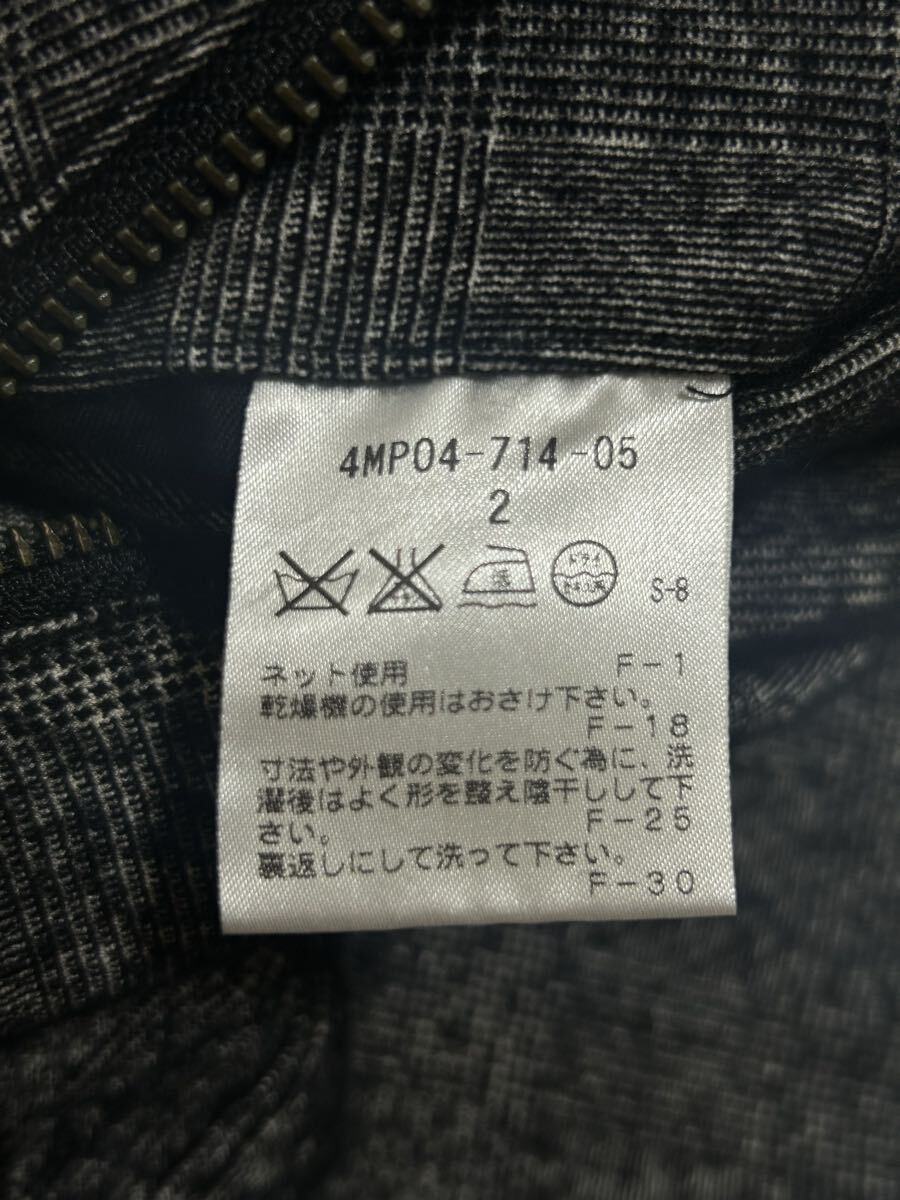 4MP04-714-05
2
S-8
ネット使用 F-1
乾燥機の使用はおさけ下さい。
F-18
寸法や外観の変化を防ぐ為に、洗
濯後はよく形を整え陰干しして下
さい。 F-25
裏返しにして洗って下さい。
F-30